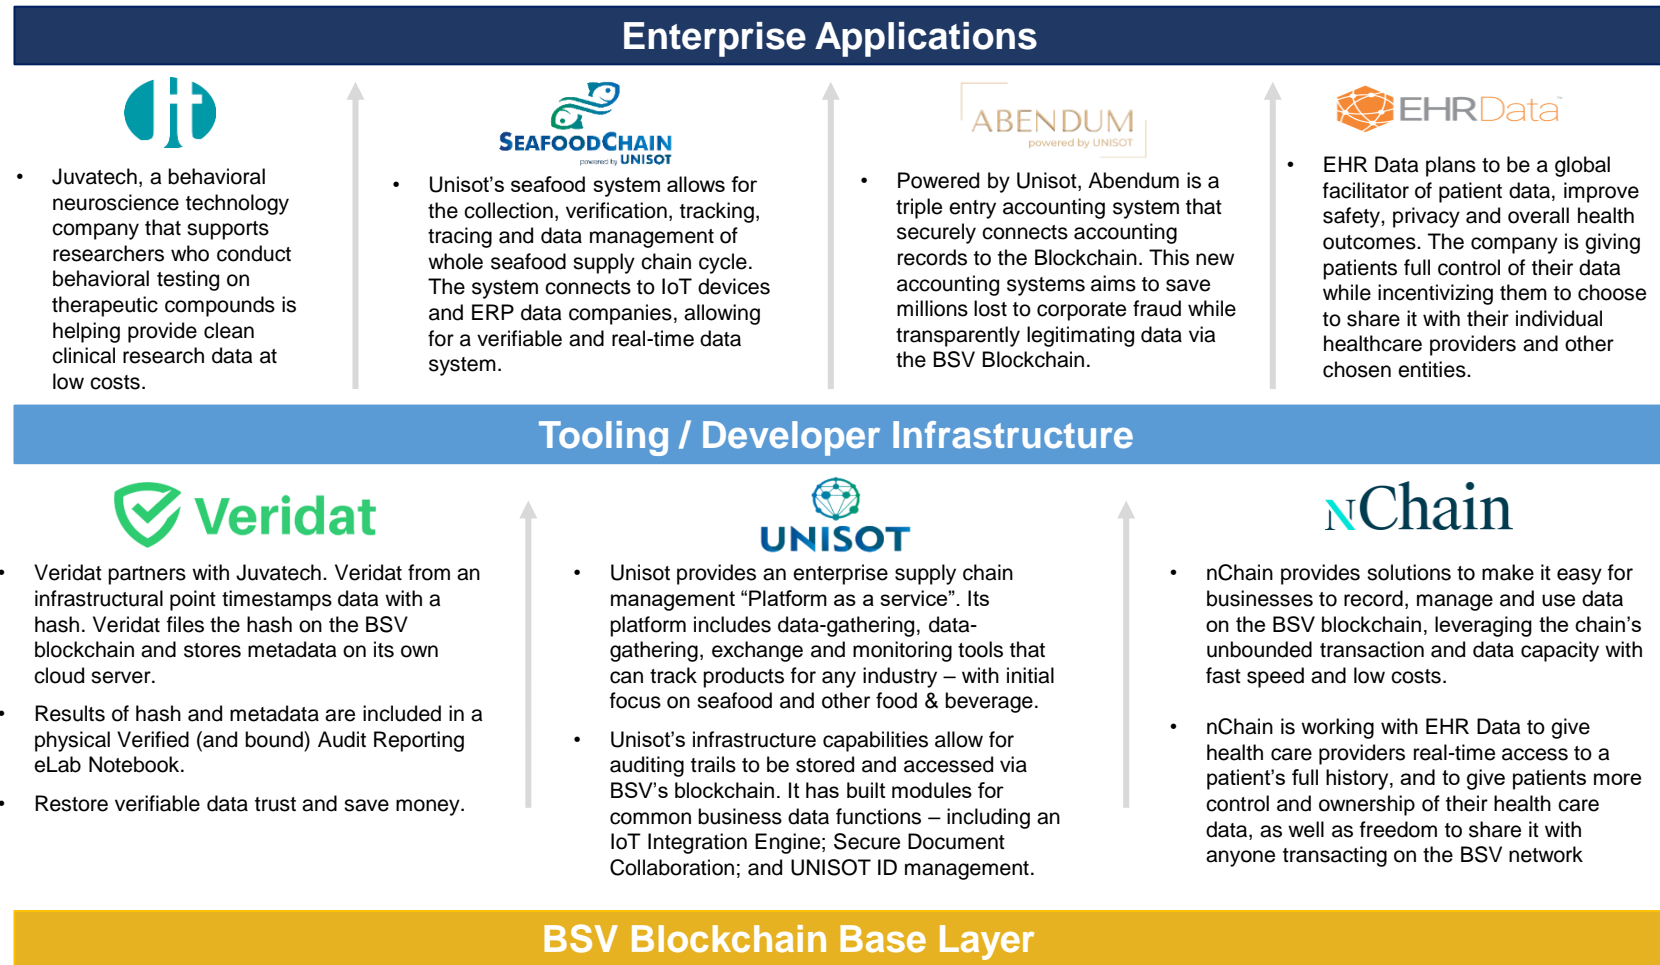 Enterprise Applications
• Juvatech, a behavioral
neuroscience technology
company that supports
researchers who conduct
behavioral testing on
therapeutic compounds is
helping provide clean
clinical research data at
low costs.
SEAFOODCHAIN
powered by UNISOT
• Unisot’s seafood system allows for
the collection, verification, tracking,
tracing and data management of
whole seafood supply chain cycle.
The system connects to IoT devices
and ERP data companies, allowing
for a verifiable and real-time data
system.
ABENDUM
powered by UNISOT
• Powered by Unisot, Abendum is a
triple entry accounting system that
securely connects accounting
records to the Blockchain. This new
accounting systems aims to save
millions lost to corporate fraud while
transparently legitimating data via
the BSV Blockchain.
EHRData™
• EHR Data plans to be a global
facilitator of patient data, improve
safety, privacy and overall health
outcomes. The company is giving
patients full control of their data
while incentivizing them to choose
to share it with their individual
healthcare providers and other
chosen entities.
Tooling / Developer Infrastructure
Veridat
• Veridat partners with Juvatech. Veridat from an
infrastructural point timestamps data with a
hash. Veridat files the hash on the BSV
blockchain and stores metadata on its own
cloud server.
• Results of hash and metadata are included in a
physical Verified (and bound) Audit Reporting
eLab Notebook.
• Restore verifiable data trust and save money.
UNISOT
• Unisot provides an enterprise supply chain
management “Platform as a service”. Its
platform includes data-gathering, data-
gathering, exchange and monitoring tools that
can track products for any industry – with initial
focus on seafood and other food & beverage.
• Unisot’s infrastructure capabilities allow for
auditing trails to be stored and accessed via
BSV’s blockchain. It has built modules for
common business data functions – including an
IoT Integration Engine; Secure Document
Collaboration; and UNISOT ID management.
nChain
• nChain provides solutions to make it easy for
businesses to record, manage and use data
on the BSV blockchain, leveraging the chain’s
unbounded transaction and data capacity with
fast speed and low costs.
• nChain is working with EHR Data to give
health care providers real-time access to a
patient’s full history, and to give patients more
control and ownership of their health care
data, as well as freedom to share it with
anyone transacting on the BSV network
BSV Blockchain Base Layer